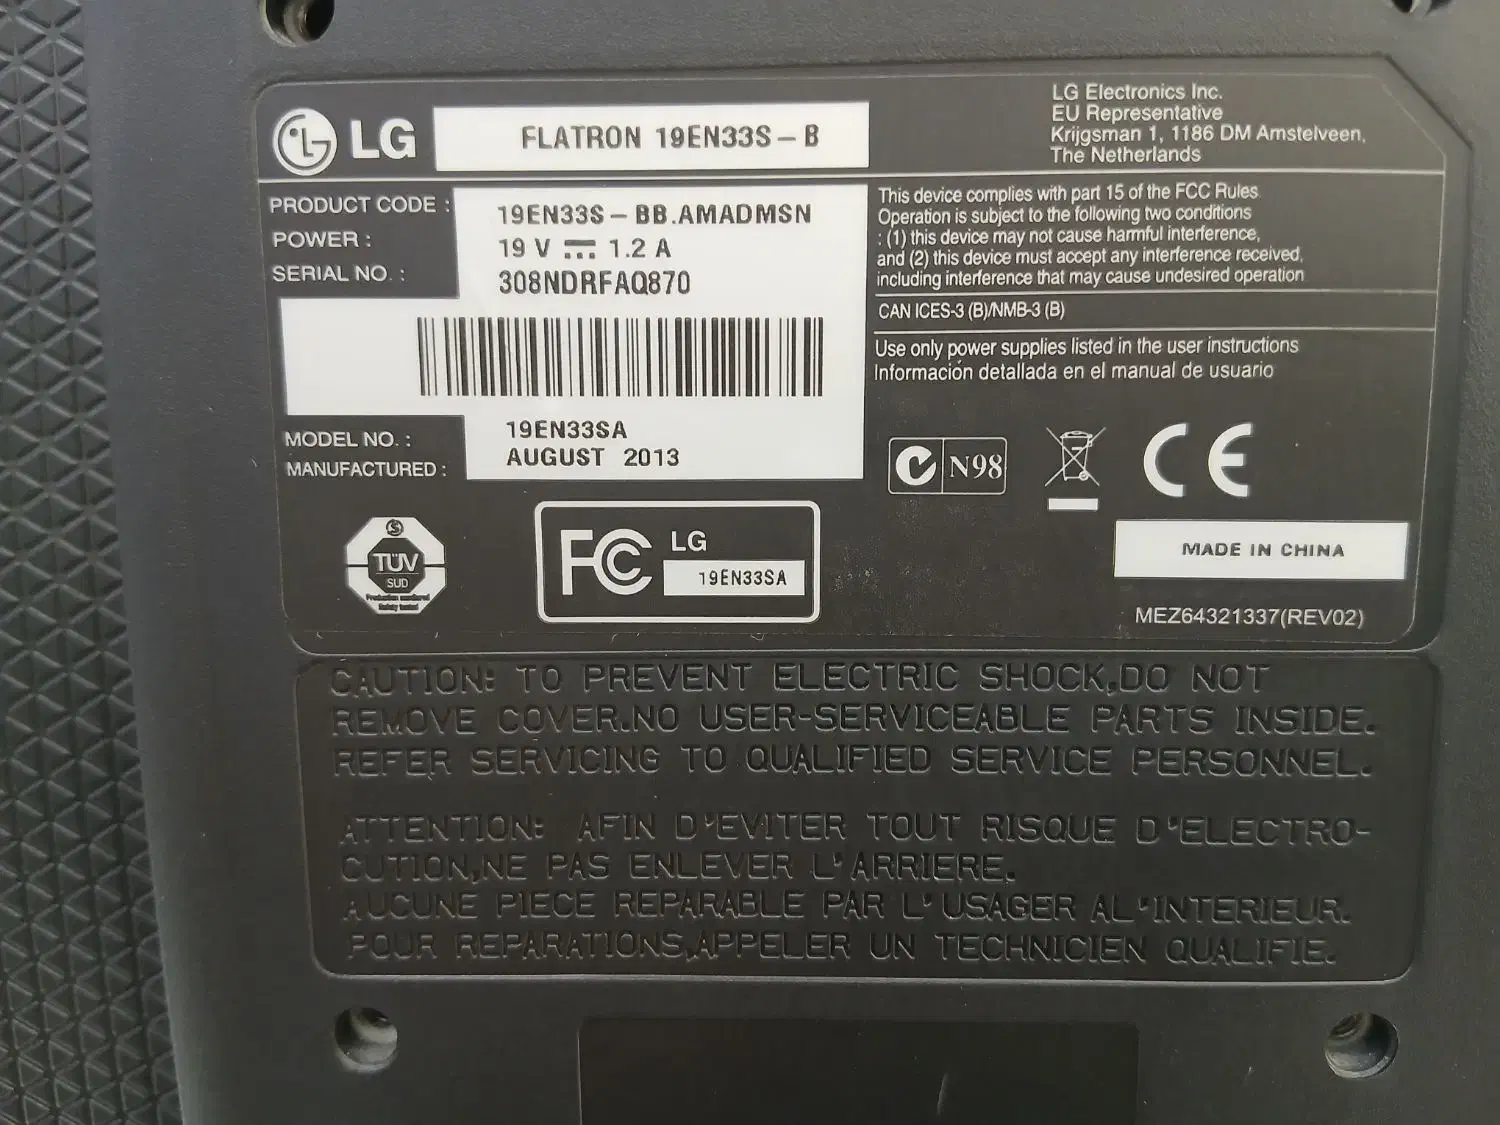 LG
FLATRON 19EN33S-B
LG Electronics Inc.
EU Representative
Krijgsman 1, 1186 DM Amstelveen,
The Netherlands
PRODUCT CODE : 19EN33S-BB.AMADMSN
POWER : 19 V 1.2 A
SERIAL NO. : 308NDRFAQ870
MODEL NO. : 19EN33SA
MANUFACTURED : AUGUST 2013
This device complies with part 15 of the FCC Rules
Operation is subject to the following two conditions
: (1) this device may not cause harmful interference,
and (2) this device must accept any interference received,
including interference that may cause undesired operation
CAN ICES-3 (B)/NMB-3 (B)
Use only power supplies listed in the user instructions
Información detallada en el manual de usuario
N98
CE
TÜV
SUD
Production monitored
Safety tested
FC LG
19EN33SA
MADE IN CHINA
MEZ64321337(REV02)
CAUTION: TO PREVENT ELECTRIC SHOCK,DO NOT
REMOVE COVER.NO USER-SERVICEABLE PARTS INSIDE.
REFER SERVICING TO QUALIFIED SERVICE PERSONNEL.
ATTENTION: AFIN D'EVITER TOUT RISQUE D'ELECTRO-
CUTION,NE PAS ENLEVER L'ARRIERE.
AUCUNE PIECE REPARABLE PAR L'USAGER AL'INTERIEUR.
POUR REPARATIONS,APPELER UN TECHNICIEN QUALIFIE.